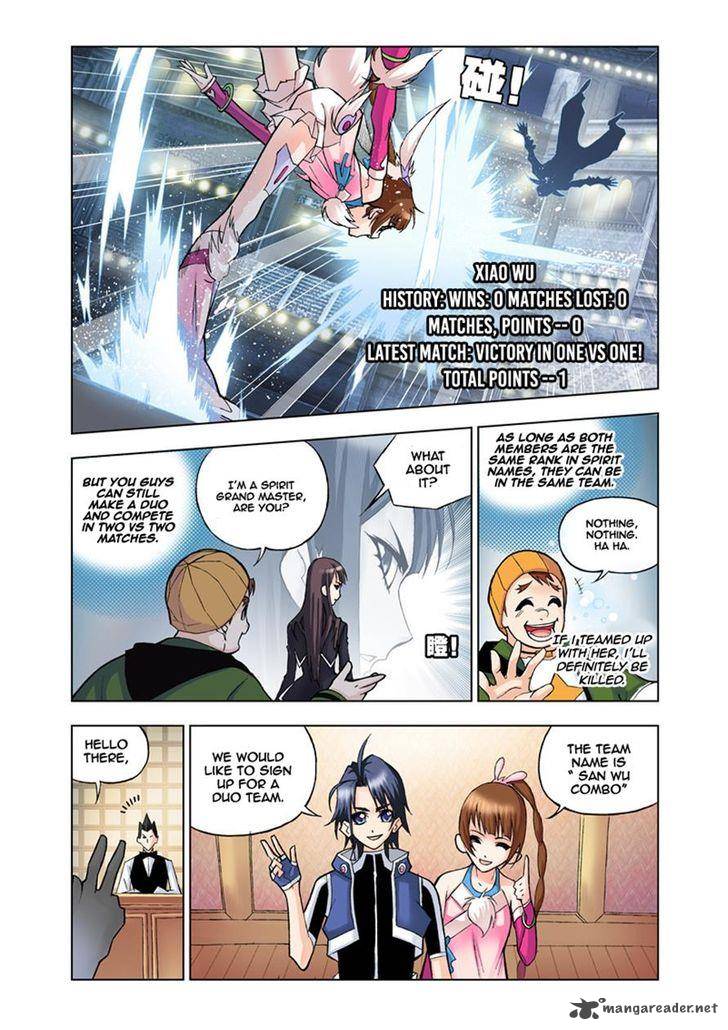 碰!
XIAO WU
HISTORY: WINS: 0 MATCHES LOST: 0
MATCHES, POINTS -- 0
LATEST MATCH: VICTORY IN ONE VS ONE!
TOTAL POINTS -- 1
BUT YOU GUYS
CAN STILL
MAKE A DUO
AND COMPETE
IN TWO VS TWO
MATCHES.
I'M A SPIRIT
GRAND MASTER,
ARE YOU?
WHAT
ABOUT
IT?
瞪!
AS LONG AS BOTH
MEMBERS ARE THE
SAME RANK IN SPIRIT
NAMES, THEY CAN BE
IN THE SAME TEAM.
NOTHING,
NOTHING.
HA HA.
IF I TEAMED UP
WITH HER, I'LL
DEFINITELY BE
KILLED.
HELLO
THERE,
WE WOULD
LIKE TO SIGN
UP FOR A
DUO TEAM.
THE TEAM
NAME IS
" SAN WU
COMBO"
mangareader.net